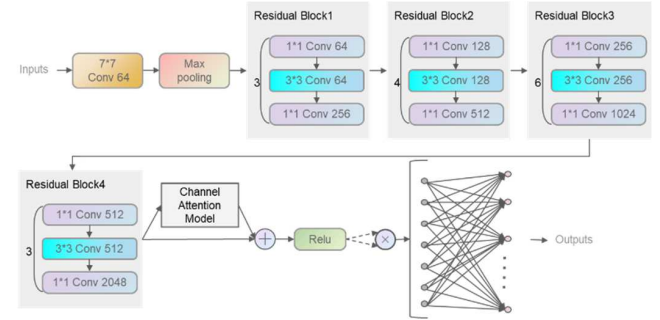 Inputs
7*7
Conv 64
Max
pooling
Residual Block1
3
1*1 Conv 64
3*3 Conv 64
1*1 Conv 256
Residual Block2
4
1*1 Conv 128
3*3 Conv 128
1*1 Conv 512
Residual Block3
6
1*1 Conv 256
3*3 Conv 256
1*1 Conv 1024
Residual Block4
3
1*1 Conv 512
3*3 Conv 512
1*1 Conv 2048
Channel
Attention
Model
+
Relu
×
Outputs